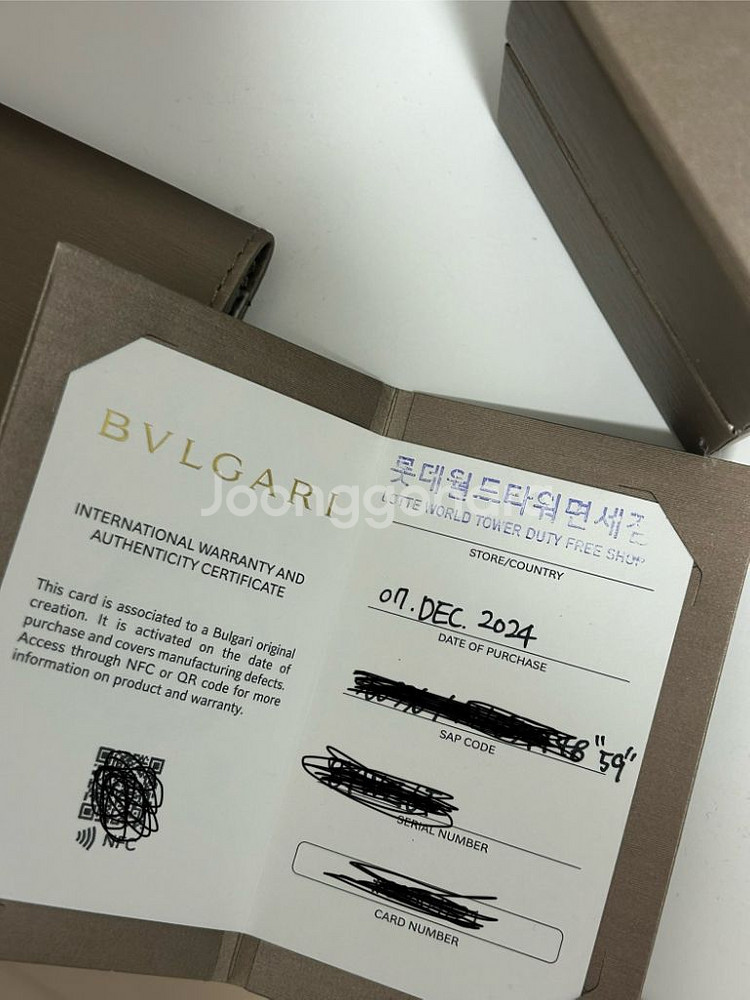 BVLGARI
INTERNATIONAL WARRANTY AND
AUTHENTICITY CERTIFICATE
This card is associated to a Bulgari original
creation. It is activated on the date of
purchase and covers manufacturing defects.
Access through NFC or QR code for more
information on product and warranty.
NFC
롯데월드타워면세점
LOTTE WORLD TOWER DUTY FREE SHOP
STORE/COUNTRY
07. DEC. 2024
DATE OF PURCHASE
"59"
SAP CODE
SERIAL NUMBER
CARD NUMBER
Joonggonara